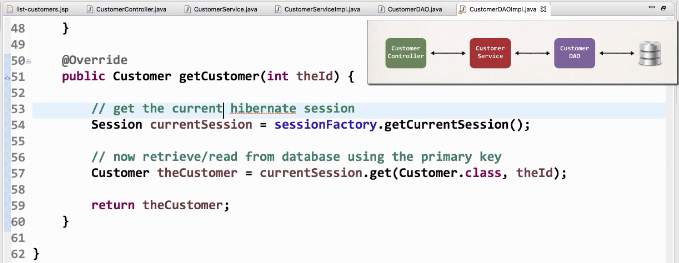 list-customers.jsp CustomerController.java CustomerService.java CustomerServiceImpl.java CustomerDAO.java CustomerDAOImpl.java
Customer Controller
Customer Service
Customer DAO
48 }
49
50 @Override
51 public Customer getCustomer(int theId) {
52
53 // get the current hibernate session
54 Session currentSession = sessionFactory.getCurrentSession();
55
56 // now retrieve/read from database using the primary key
57 Customer theCustomer = currentSession.get(Customer.class, theId);
58
59 return theCustomer;
60 }
61
62 }